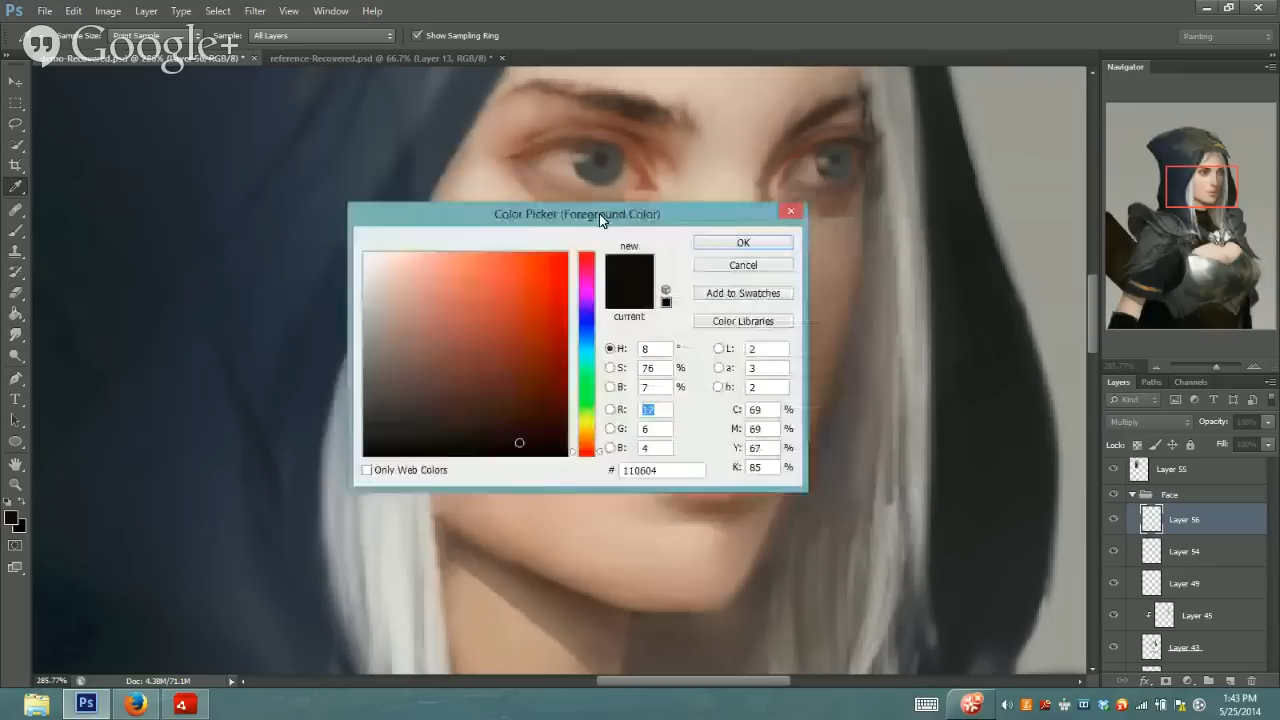 Ps File Edit Image Layer Type Select Filter View Window Help
Google+
Sample Size: Point Sample Sample: All Layers Show Sampling Ring Painting
reference-Recovered.psd @ 66.7% (Layer 13, RGB/8) *
Navigator
Color Picker (Foreground Color)
new
current
OK
Cancel
Add to Swatches
Color Libraries
H: 8 ° L: 2
S: 76 % a: 3
B: 7 % b: 2
R: 17 C: 69 %
G: 6 M: 69 %
B: 4 Y: 67 %
# 110604 K: 85 %
Only Web Colors
285.77%
Layers Paths Channels
Kind
Multiply Opacity: 100%
Lock: Fill: 100%
Layer 55
Face
Layer 56
Layer 54
Layer 49
Layer 45
Layer 43
285.77% Doc: 4.38M/71.1M
Ps
1:43 PM
5/25/2014